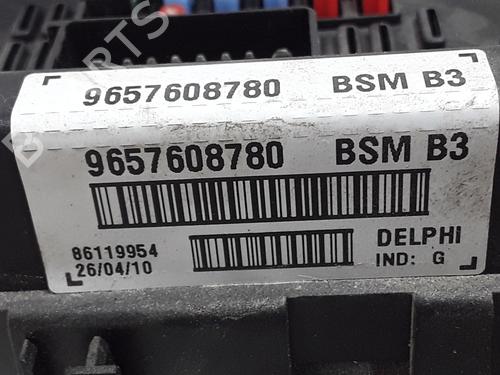 9657608780 BSM B3
9657608780 BSM B3
86119954
26/04/10
DELPHI
IND: G